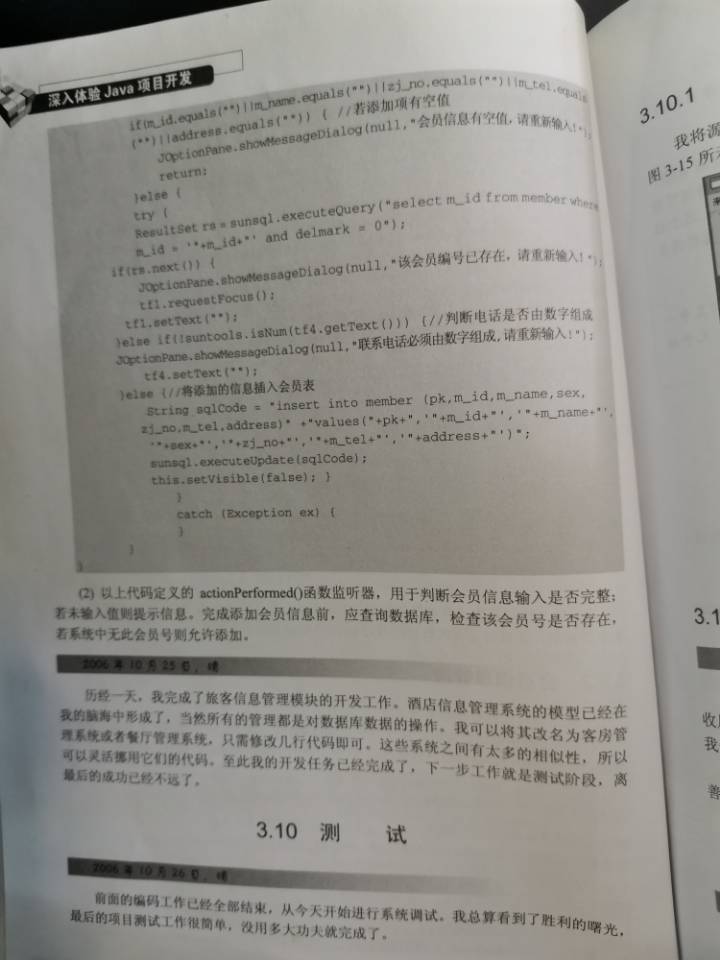 深入体验Java项目开发
if(m_id.equals("")||m_name.equals("")||zj_no.equals("")||m_tel.equals
("")||address.equals("")) { //若添加项有空值
JOptionPane.showMessageDialog(null,"会员信息有空值,请重新输入!");
return;
}else {
try {
ResultSet rs = sunsql.executeQuery("select m_id from member where
m_id = '"+m_id+"' and delmark = 0");
if(rs.next()) {
JOptionPane.showMessageDialog(null,"该会员编号已存在，请重新输入！");
tf1.requestFocus();
tf1.setText("");
}else if(!suntools.isNum(tf4.getText())) {//判断电话是否由数字组成
JOptionPane.showMessageDialog(null,"联系电话必须由数字组成,请重新输入!");
tf4.setText("");
}else {//将添加的信息插入会员表
String sqlCode = "insert into member (pk,m_id,m_name,sex,
zj_no,m_tel,address)" +"values("+pk+",'"+m_id+"','"+m_name+"',
'"+sex+"','"+zj_no+"','"+m_tel+"','"+address+"')";
sunsql.executeUpdate(sqlCode);
this.setVisible(false); }
}
catch (Exception ex) {
}
}
}
(2) 以上代码定义的 actionPerformed()函数监听器，用于判断会员信息输入是否完整；
若未输入值则提示信息。完成添加会员信息前，应查询数据库，检查该会员号是否存在，
若系统中无此会员号则允许添加。
2006年10月25日，晴
历经一天，我完成了旅客信息管理模块的开发工作。酒店信息管理系统的模型已经在
我的脑海中形成了，当然所有的管理都是对数据库数据的操作。我可以将其改名为客房管
理系统或者餐厅管理系统，只需修改几行代码即可。这些系统之间有太多的相似性，所以
可以灵活挪用它们的代码。至此我的开发任务已经完成了，下一步工作就是测试阶段，离
最后的成功已经不远了。
3.10 测 试
2006年10月26日，晴
前面的编码工作已经全部结束，从今天开始进行系统调试。我总算看到了胜利的曙光，
最后的项目测试工作很简单，没用多大功夫就完成了。
3.10.1
我将源
图 3-15 所
3.1
收
我
善